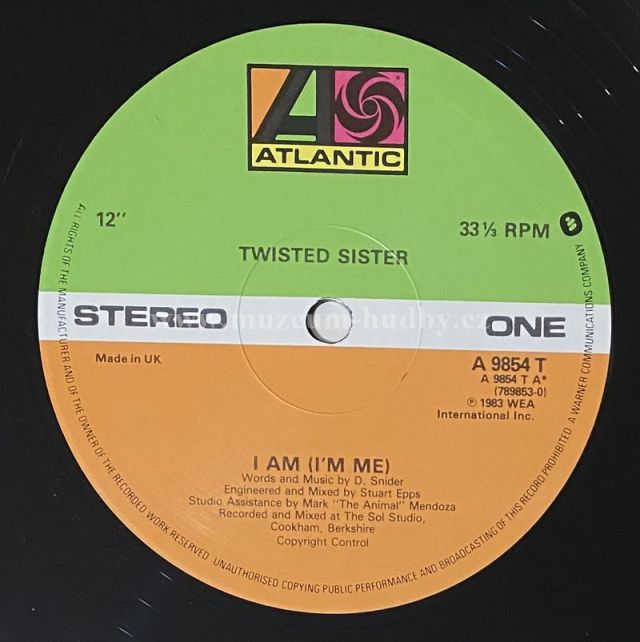 ATLANTIC
12''
33⅓ RPM
TWISTED SISTER
STEREO
ONE
muzeum-hudby.cz
Made in UK
A 9854 T
A 9854 T A*
(789853-0)
Ⓟ 1983 WEA
International Inc.
I AM (I'M ME)
Words and Music by D. Snider
Engineered and Mixed by Stuart Epps
Studio Assistance by Mark "The Animal" Mendoza
Recorded and Mixed at The Sol Studio,
Cookham, Berkshire
Copyright Control
ALL RIGHTS OF THE MANUFACTURER AND OF THE OWNER OF THE RECORDED WORK RESERVED UNAUTHORISED COPYING PUBLIC PERFORMANCE AND BROADCASTING OF THIS RECORD PROHIBITED A WARNER COMMUNICATIONS COMPANY